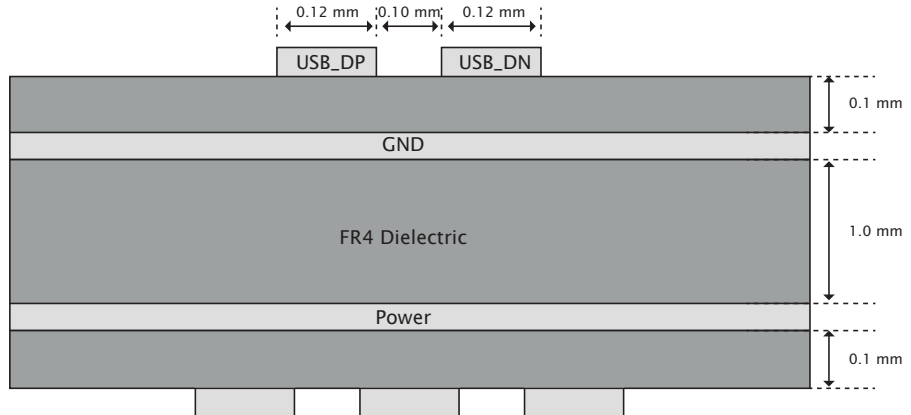 0.12 mm 0.10 mm 0.12 mm
USB_DP USB_DN
0.1 mm
GND
FR4 Dielectric
1.0 mm
Power
0.1 mm